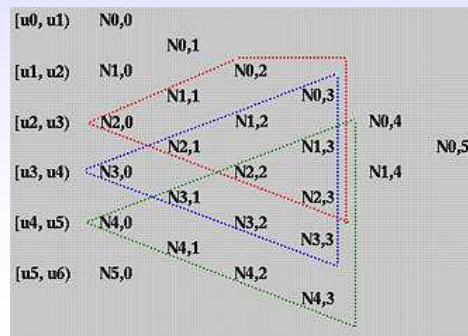 [u0, u1) N0,0
N0,1
[u1, u2) N1,0 N0,2
N1,1 N0,3
[u2, u3) N2,0 N1,2 N0,4
N2,1 N1,3 N0,5
[u3, u4) N3,0 N2,2 N1,4
N3,1 N2,3
[u4, u5) N4,0 N3,2
N4,1 N3,3
[u5, u6) N5,0 N4,2
N4,3